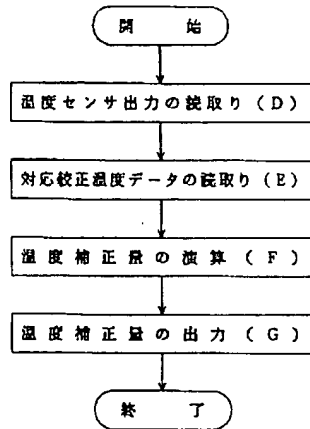 開 始
温度センサ出力の読取り(D)
対応校正温度データの読取り(E)
温度補正量の演算(F)
温度補正量の出力(G)
終 了